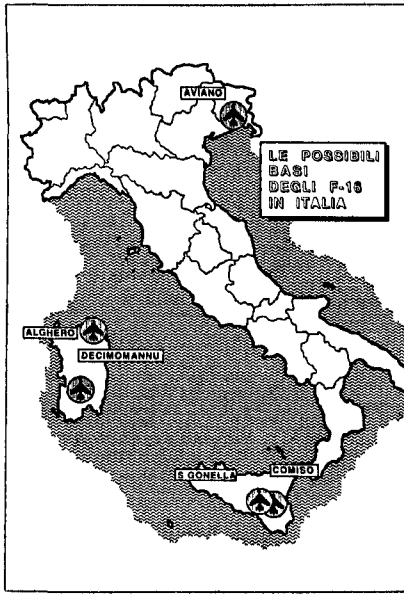 AVIANO
LE POSSIBILI
BASI
DEGLI F-16
IN ITALIA
ALGHERO
DECIMOMANNU
S GONELLA
COMISO